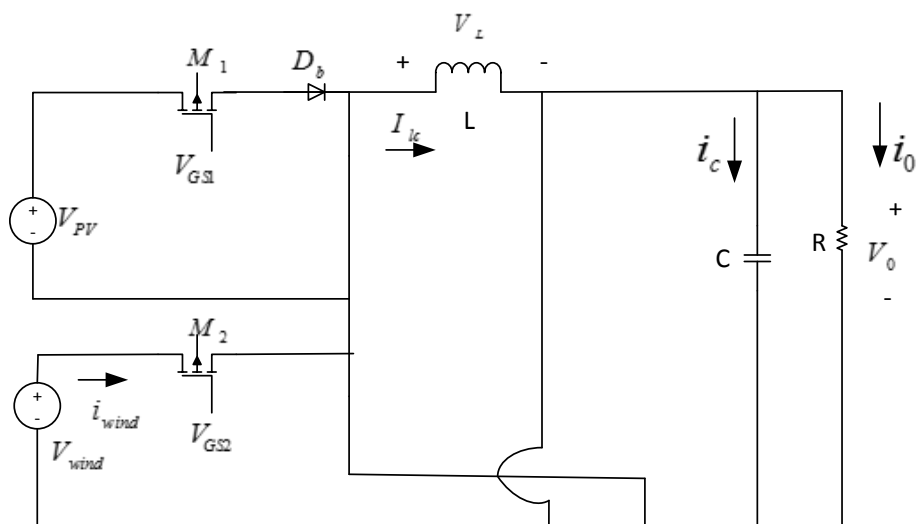 V_L
M_1
D_b
+ -
I_lc
L
V_GS1
i_c
i_0
+
-
V_PV
C
R
+
V_0
-
M_2
+
-
i_wind
V_GS2
V_wind